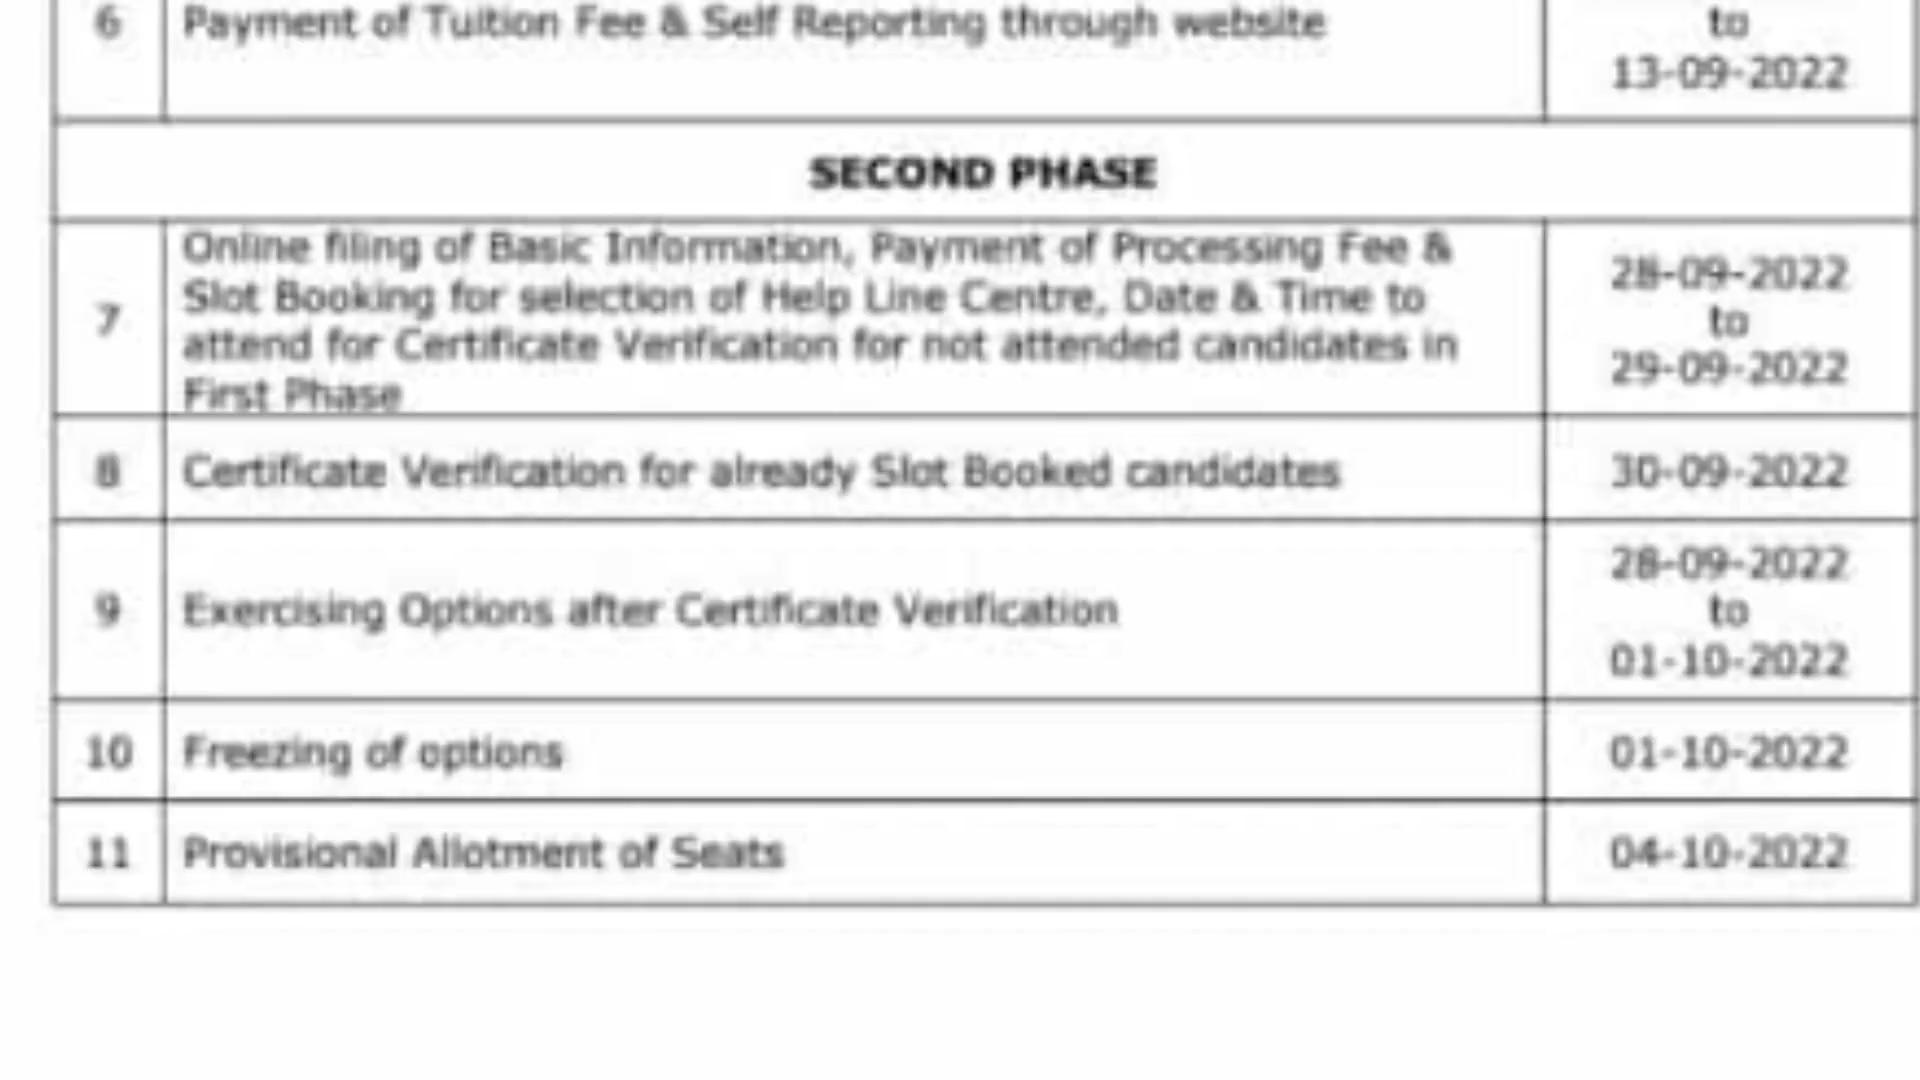 6 Payment of Tuition Fee & Self Reporting through website
to
13-09-2022
SECOND PHASE
7
Online filing of Basic Information, Payment of Processing Fee &
Slot Booking for selection of Help Line Centre, Date & Time to
attend for Certificate Verification for not attended candidates in
First Phase
28-09-2022
to
29-09-2022
8 Certificate Verification for already Slot Booked candidates 30-09-2022
9 Exercising Options after Certificate Verification
28-09-2022
to
01-10-2022
10 Freezing of options 01-10-2022
11 Provisional Allotment of Seats 04-10-2022